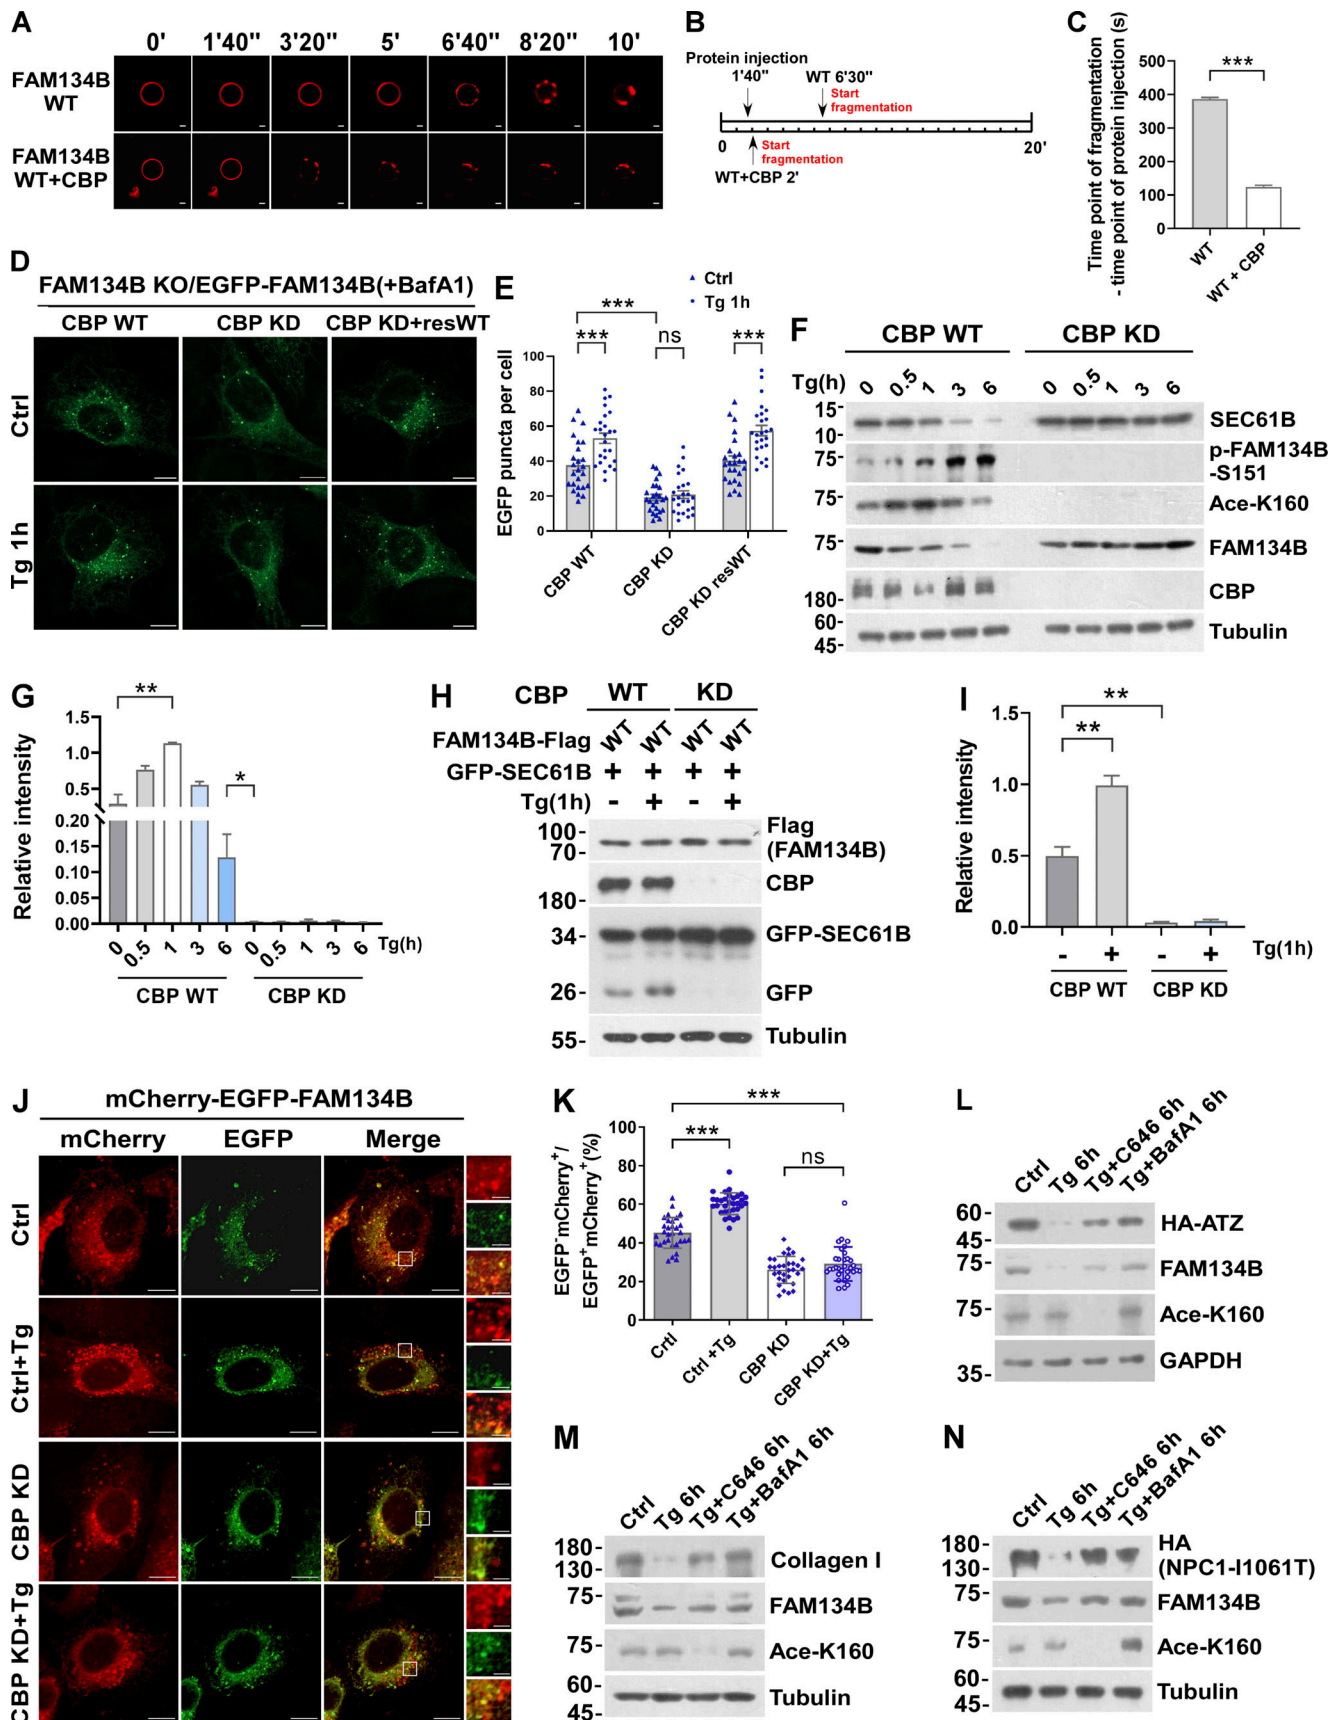 A
0' 1'40'' 3'20'' 5' 6'40'' 8'20'' 10'
FAM134B
WT
FAM134B
WT+CBP
B
Protein injection
1'40'' WT 6'30''
Start
fragmentation
0 20'
Start
fragmentation
WT+CBP 2'
C
Time point of fragmentation
- time point of protein injection (s)
***
500
400
300
200
100
0
WT
WT + CBP
D
FAM134B KO/EGFP-FAM134B(+BafA1)
CBP WT CBP KD CBP KD+resWT
Ctrl
Tg 1h
E
Ctrl
Tg 1h
***
*** ns ***
EGFP puncta per cell
100
80
60
40
20
0
CBP WT
CBP KD
CBP KD resWT
F
CBP WT CBP KD
Tg(h) 0 0.5 1 3 6 0 0.5 1 3 6
15-
10-
SEC61B
75-
p-FAM134B
-S151
75-
Ace-K160
75-
FAM134B
180-
CBP
60-
45-
Tubulin
G
Relative intensity
**
*
1.5
1.0
0.5
0.20
0.15
0.10
0.05
0.00
0 0.5 1 3 6 0 0.5 1 3 6 Tg(h)
CBP WT CBP KD
H
CBP WT KD
FAM134B-Flag WT WT WT WT
GFP-SEC61B + + + +
Tg(1h) - + - +
100-
70-
Flag
(FAM134B)
180-
CBP
34- GFP-SEC61B
26- GFP
55- Tubulin
I
Relative intensity
**
**
1.5
1.0
0.5
0.0
- + - + Tg(1h)
CBP WT CBP KD
J
mCherry-EGFP-FAM134B
mCherry EGFP Merge
Ctrl
Ctrl+Tg
CBP KD
CBP KD+Tg
K
EGFP-mCherry+/
EGFP+mCherry+(%)
***
***
ns
100
80
60
40
20
0
Crtl
Ctrl +Tg
CBP KD
CBP KD+Tg
L
Ctrl
Tg 6h
Tg+C646 6h
Tg+BafA1 6h
60-
45-
HA-ATZ
75-
FAM134B
75-
Ace-K160
35-
GAPDH
M
Ctrl
Tg 6h
Tg+C646 6h
Tg+BafA1 6h
180-
130-
Collagen I
75-
FAM134B
75-
Ace-K160
60-
45-
Tubulin
N
Ctrl
Tg 6h
Tg+C646 6h
Tg+BafA1 6h
180-
130-
HA
(NPC1-I1061T)
75-
FAM134B
75-
Ace-K160
60-
45-
Tubulin